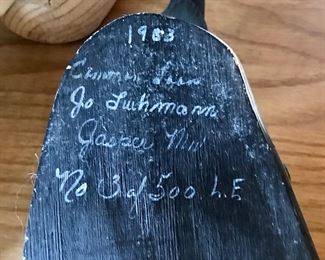 1983
Common Loon
Jo Luhmann
No 3 of 500 L.E